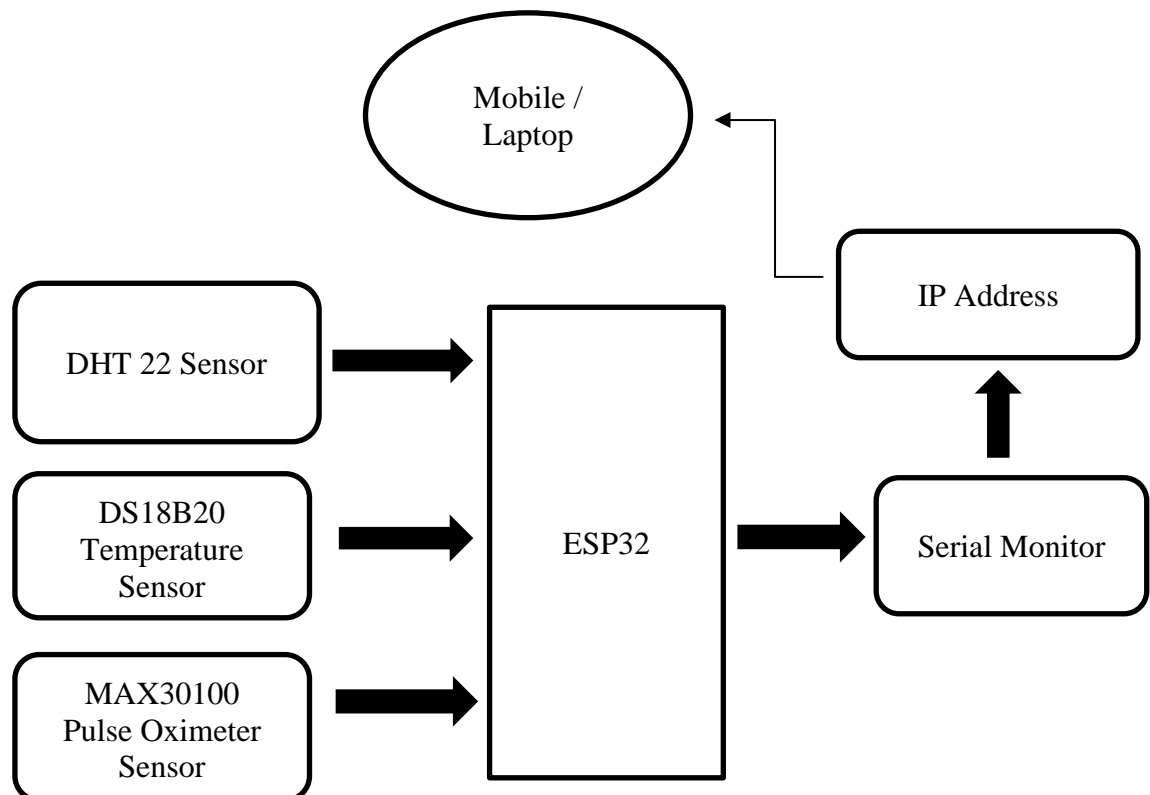 Mobile /
Laptop
IP Address
DHT 22 Sensor
DS18B20
Temperature
Sensor
ESP32
Serial Monitor
MAX30100
Pulse Oximeter
Sensor